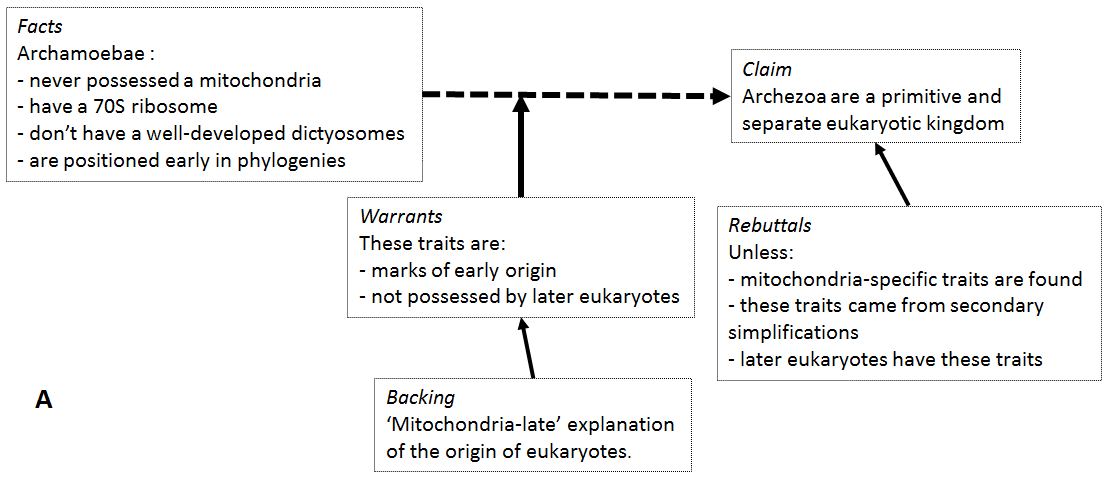 Facts
Archamoebae :
- never possessed a mitochondria
- have a 70S ribosome
- don’t have a well-developed dictyosomes
- are positioned early in phylogenies
Claim
Archezoa are a primitive and
separate eukaryotic kingdom
Warrants
These traits are:
- marks of early origin
- not possessed by later eukaryotes
Rebuttals
Unless:
- mitochondria-specific traits are found
- these traits came from secondary
simplifications
- later eukaryotes have these traits
Backing
‘Mitochondria-late’ explanation
of the origin of eukaryotes.
A